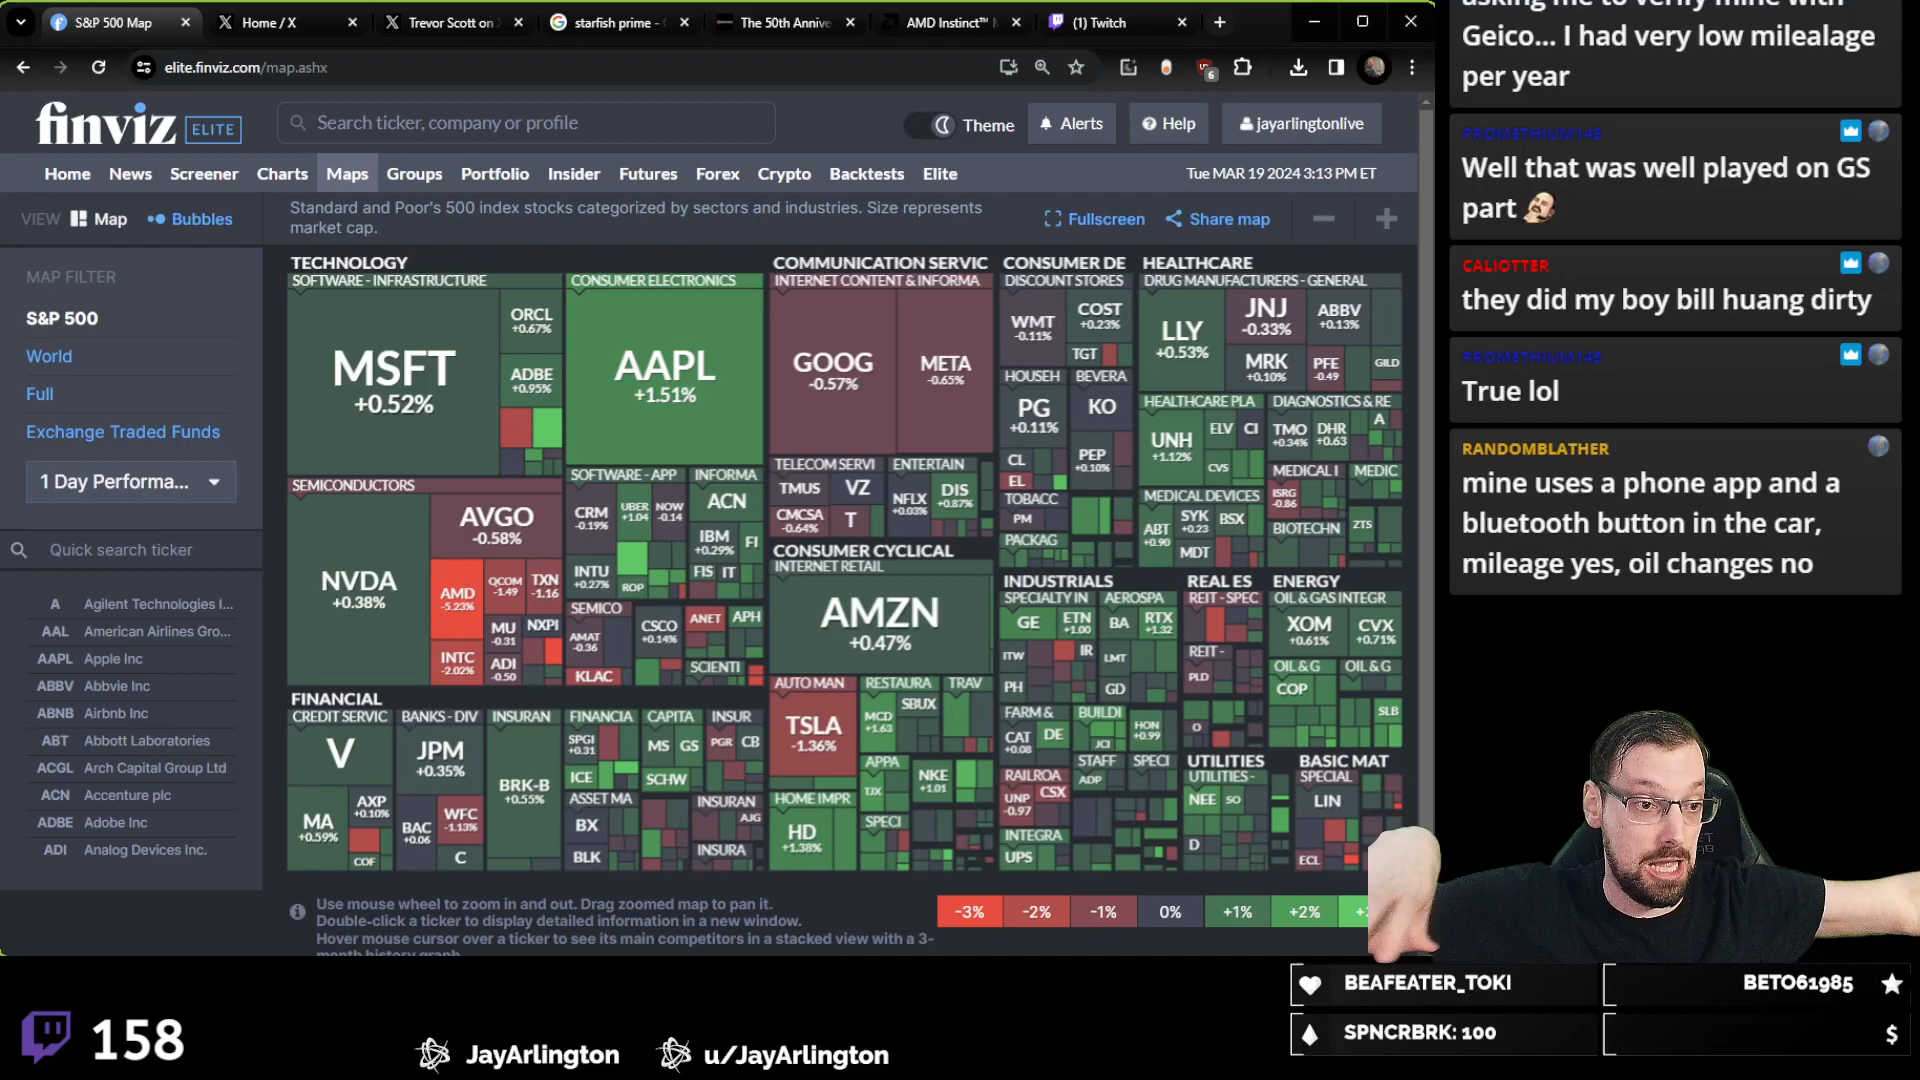 S&P 500 Map
Home / X
Trevor Scott on
starfish prime -
The 50th Annive
AMD Instinct™
(1) Twitch
elite.finviz.com/map.ashx
6
finviz ELITE
Search ticker, company or profile
Theme
Alerts
Help
jayarlingtonlive
Home News Screener Charts Maps Groups Portfolio Insider Futures Forex Crypto Backtests Elite
Tue MAR 19 2024 3:13 PM ET
VIEW Map Bubbles
Standard and Poor's 500 index stocks categorized by sectors and industries. Size represents
market cap.
Fullscreen
Share map
MAP FILTER
S&P 500
World
Full
Exchange Traded Funds
1 Day Performa...
Quick search ticker
A Agilent Technologies I...
AAL American Airlines Gro...
AAPL Apple Inc
ABBV Abbvie Inc
ABNB Airbnb Inc
ABT Abbott Laboratories
ACGL Arch Capital Group Ltd
ACN Accenture plc
ADBE Adobe Inc
ADI Analog Devices Inc.
TECHNOLOGY
SOFTWARE - INFRASTRUCTURE
MSFT
+0.52%
ORCL
+0.67%
ADBE
+0.95%
CONSUMER ELECTRONICS
AAPL
+1.51%
SEMICONDUCTORS
NVDA
+0.38%
AVGO
-0.58%
AMD
-5.23%
QCOM
-1.49
TXN
-1.16
MU
-0.31
NXPI
INTC
-2.02%
ADI
-0.50
SOFTWARE - APP
CRM
-0.19%
UBER
+1.04
NOW
-0.14
INTU
+0.27%
ROP
INFORMA
ACN
IBM
+0.29%
FI
FIS
IT
SEMICO
AMAT
-0.36
KLAC
CSCO
+0.14%
ANET
APH
SCIENTI
COMMUNICATION SERVIC
INTERNET CONTENT & INFORMA
GOOG
-0.57%
META
-0.65%
TELECOM SERVI
TMUS
VZ
CMCSA
-0.64%
T
ENTERTAIN
NFLX
+0.03%
DIS
+0.87%
CONSUMER CYCLICAL
INTERNET RETAIL
AMZN
+0.47%
AUTO MAN
TSLA
-1.36%
RESTAURA
MCD
+1.63
SBUX
TRAV
APPA
TJX
NKE
+1.01
HOME IMPR
HD
+1.38%
SPECI
CONSUMER DE
DISCOUNT STORES
WMT
-0.11%
COST
+0.23%
TGT
HOUSEH
PG
+0.11%
CL
EL
BEVERA
KO
PEP
+0.10%
TOBACC
PM
PACKAG
HEALTHCARE
DRUG MANUFACTURERS - GENERAL
LLY
+0.53%
JNJ
-0.33%
ABBV
+0.13%
MRK
+0.10%
PFE
-0.49
GILD
HEALTHCARE PLA
UNH
+1.12%
ELV
CI
CVS
DIAGNOSTICS & RE
TMO
+0.34%
DHR
+0.63
A
MEDICAL I
ISRG
-0.86
MEDIC
MEDICAL DEVICES
ABT
+0.90
SYK
+0.23
BSX
MDT
BIOTECHN
ZTS
FINANCIAL
CREDIT SERVIC
V
MA
+0.59%
AXP
+0.10%
COF
BANKS - DIV
JPM
+0.35%
BAC
+0.06
WFC
-1.13%
C
INSURAN
BRK-B
+0.55%
FINANCIA
SPGI
+0.31
ICE
CAPITA
MS
GS
SCHW
INSUR
PGR
CB
ASSET MA
BX
BLK
INSURAN
AJG
INSURA
INDUSTRIALS
SPECIALTY IN
GE
ETN
+1.00
ITW
IR
PH
AEROSPA
BA
RTX
+1.32
LMT
GD
FARM &
CAT
+0.08
DE
BUILDI
JCI
HON
+0.99
RAILROA
UNP
-0.97
CSX
STAFF
ADP
SPECI
INTEGRA
UPS
REAL ES
REIT - SPEC
REIT -
PLD
O
ENERGY
OIL & GAS INTEGR
XOM
+0.61%
CVX
+0.71%
OIL & G
COP
OIL & G
SLB
UTILITIES
UTILITIES -
NEE
SO
D
BASIC MAT
SPECIAL
LIN
ECL
Use mouse wheel to zoom in and out. Drag zoomed map to pan it.
Double-click a ticker to display detailed information in a new window.
Hover mouse cursor over a ticker to see its main competitors in a stacked view with a 3-
month history graph.
-3% -2% -1% 0% +1% +2%
asking me to verify mine with
Geico... I had very low milealage
per year
PROMETHIUM145
Well that was well played on GS
part
CALIOTTER
they did my boy bill huang dirty
PROMETHIUM145
True lol
RANDOMBLATHER
mine uses a phone app and a
bluetooth button in the car,
mileage yes, oil changes no
BEAFEATER_TOKI
BETO61985
SPNCRBRK: 100
$
158
JayArlington
u/JayArlington